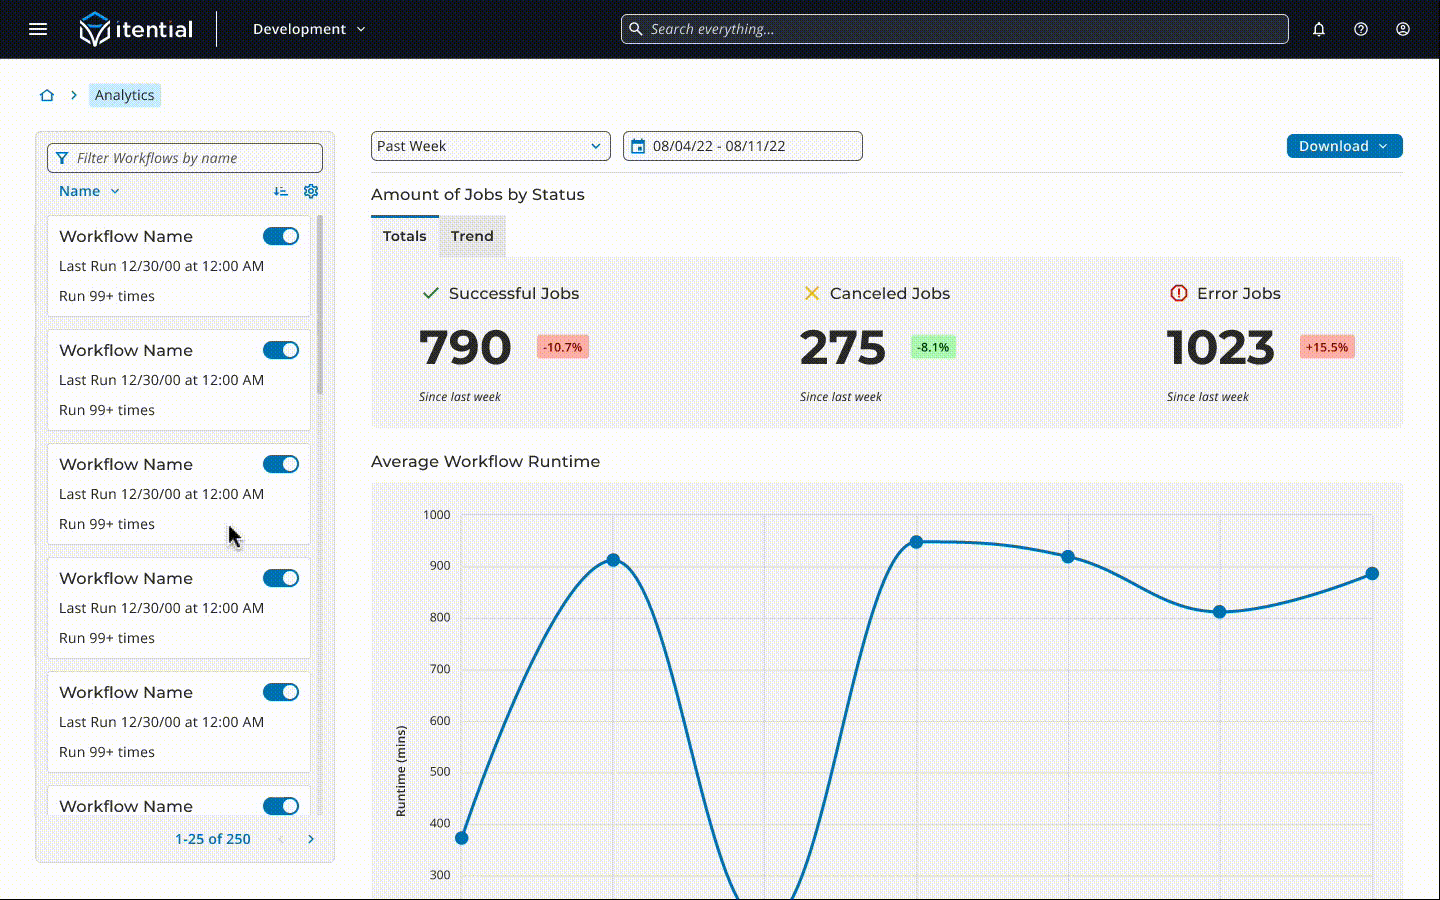 itential
Development
Search everything...
Analytics
Filter Workflows by name
Name
Workflow Name
Last Run 12/30/00 at 12:00 AM
Run 99+ times
Workflow Name
Last Run 12/30/00 at 12:00 AM
Run 99+ times
Workflow Name
Last Run 12/30/00 at 12:00 AM
Run 99+ times
Workflow Name
Last Run 12/30/00 at 12:00 AM
Run 99+ times
Workflow Name
Last Run 12/30/00 at 12:00 AM
Run 99+ times
Workflow Name
1-25 of 250
Past Week
08/04/22 - 08/11/22
Download
Amount of Jobs by Status
Totals
Trend
Successful Jobs
790
-10.7%
Since last week
Canceled Jobs
275
-8.1%
Since last week
Error Jobs
1023
+15.5%
Since last week
Average Workflow Runtime
Runtime (mins)
1000
900
800
700
600
500
400
300